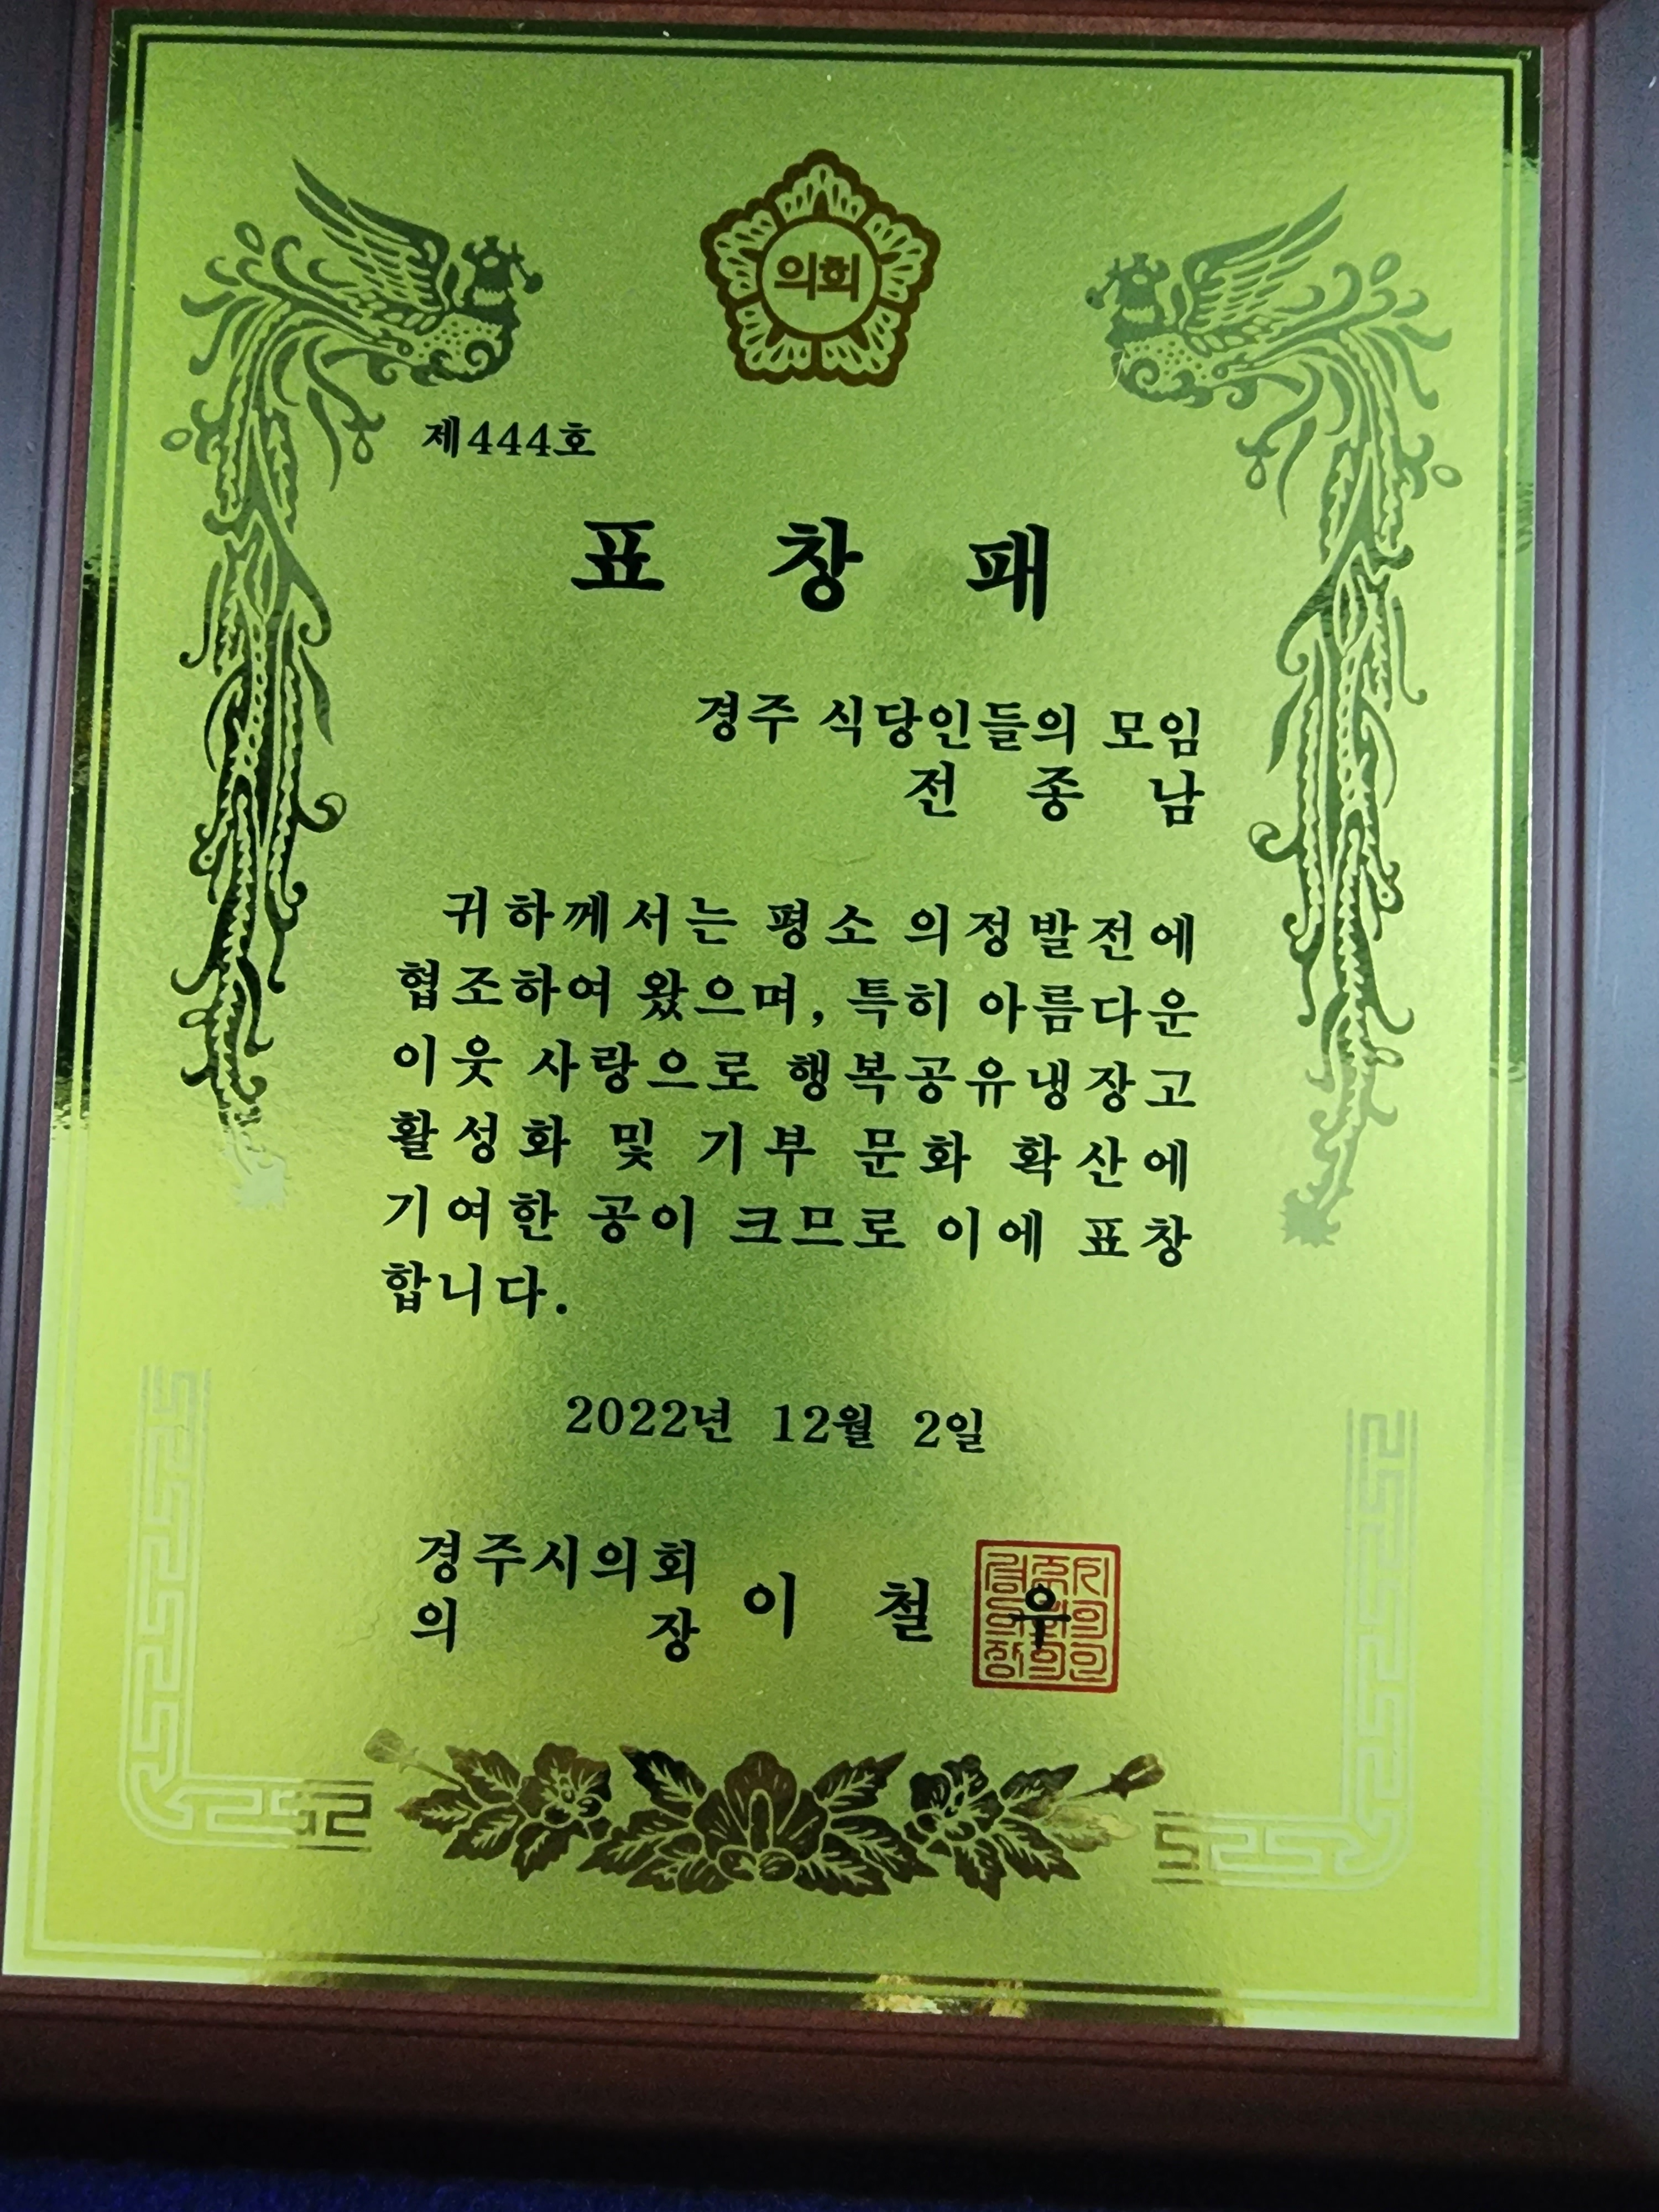 의회
제444호
표 창 패
경주 식당인들의 모임
전 종 남
귀하께서는 평소 의정발전에
협조하여 왔으며, 특히 아름다운
이웃 사랑으로 행복공유냉장고
활성화 및 기부 문화 확산에
기여한 공이 크므로 이에 표창
합니다.
2022년 12월 2일
경주시의회
의 장 이 철 우